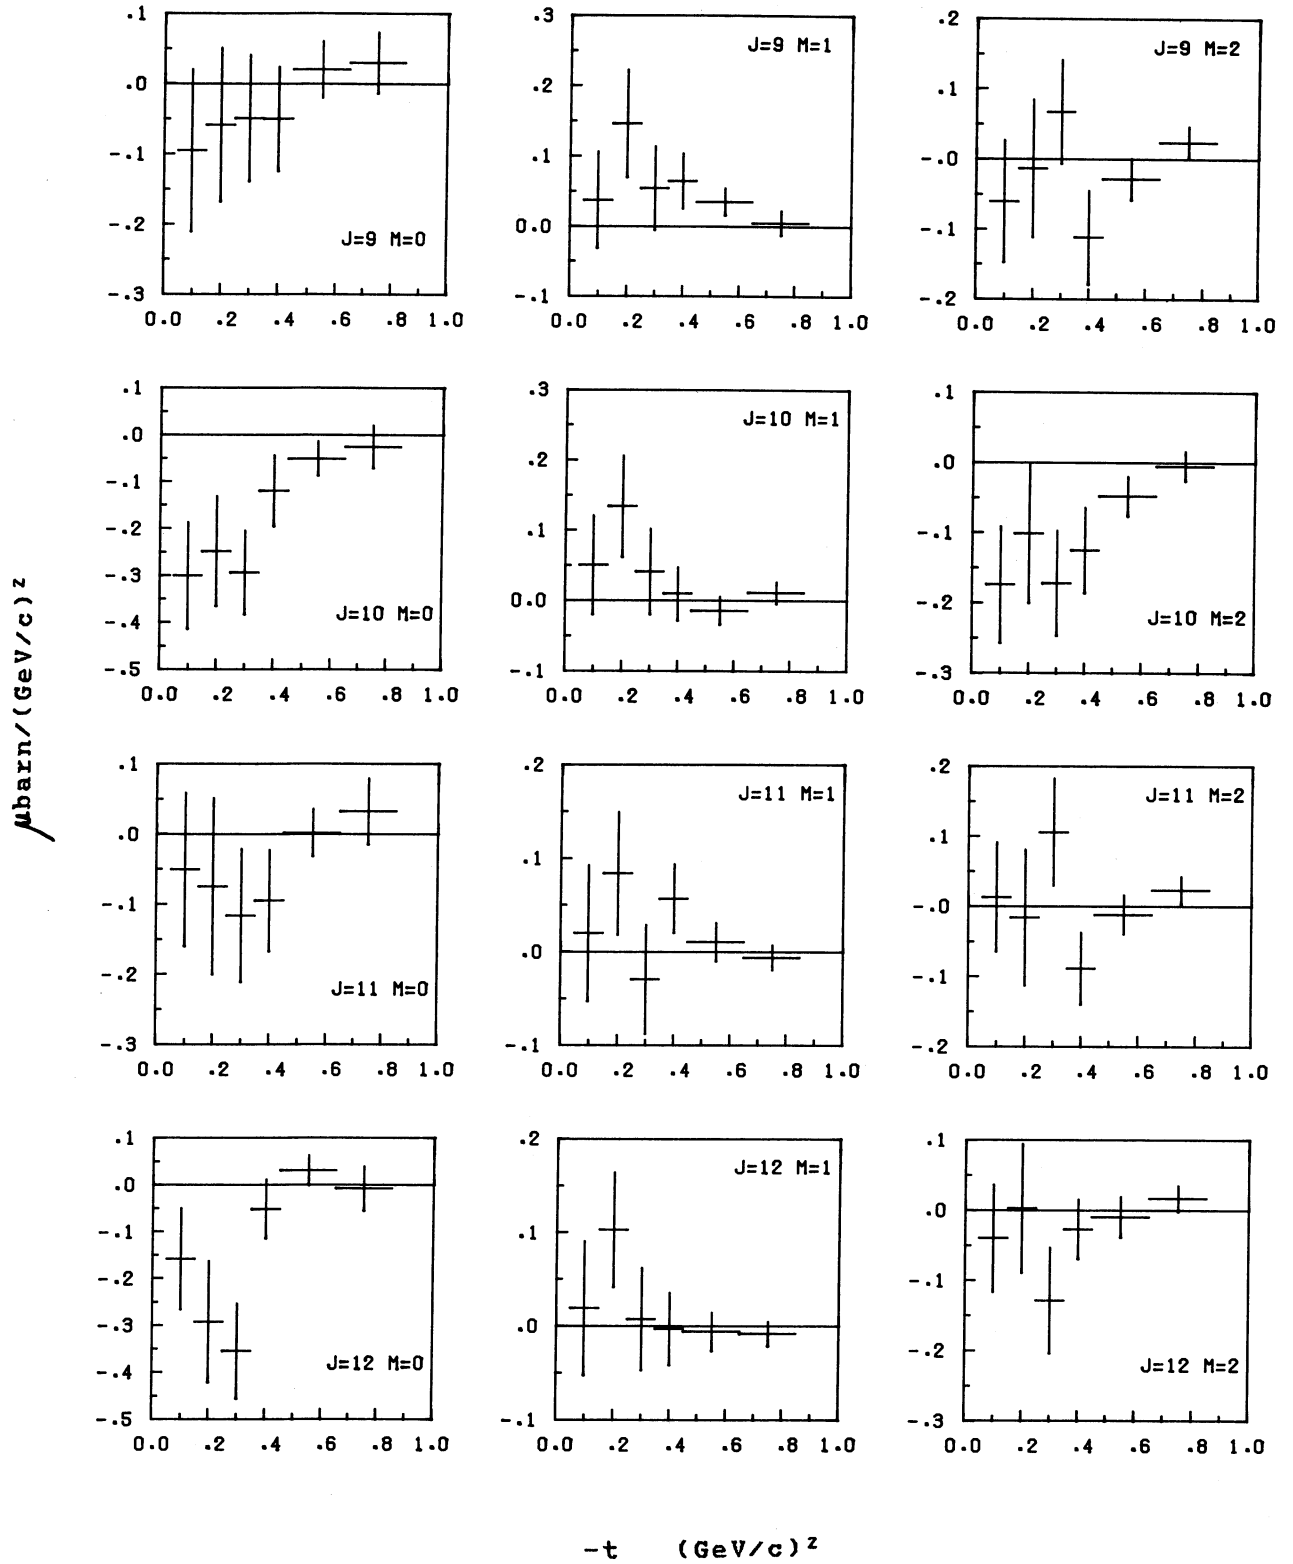 .1
.0
-.1
-.2
-.3
0.0 .2 .4 .6 .8 1.0
J=9 M=0
.3
.2
.1
0.0
-.1
0.0 .2 .4 .6 .8 1.0
J=9 M=1
.2
.1
-.0
-.1
-.2
0.0 .2 .4 .6 .8 1.0
J=9 M=2
.1
.0
-.1
-.2
-.3
-.4
-.5
0.0 .2 .4 .6 .8 1.0
J=10 M=0
.3
.2
.1
0.0
-.1
0.0 .2 .4 .6 .8 1.0
J=10 M=1
.1
.0
-.1
-.2
-.3
0.0 .2 .4 .6 .8 1.0
J=10 M=2
μbarn/(GeV/c)²
.1
.0
-.1
-.2
-.3
0.0 .2 .4 .6 .8 1.0
J=11 M=0
.2
.1
.0
-.1
0.0 .2 .4 .6 .8 1.0
J=11 M=1
.2
.1
-.0
-.1
-.2
0.0 .2 .4 .6 .8 1.0
J=11 M=2
.1
.0
-.1
-.2
-.3
-.4
-.5
0.0 .2 .4 .6 .8 1.0
J=12 M=0
.2
.1
.0
-.1
0.0 .2 .4 .6 .8 1.0
J=12 M=1
.1
.0
-.1
-.2
-.3
0.0 .2 .4 .6 .8 1.0
J=12 M=2
-t (GeV/c)²